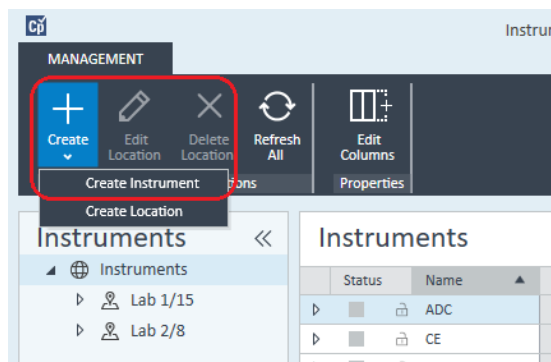 Cp
Instru
MANAGEMENT
Create
Edit
Location
Delete
Location
Refresh
All
Edit
Columns
Create Instrument
ons
Properties
Create Location
Instruments
Instruments
Lab 1/15
Lab 2/8
Instruments
Status Name
ADC
CE